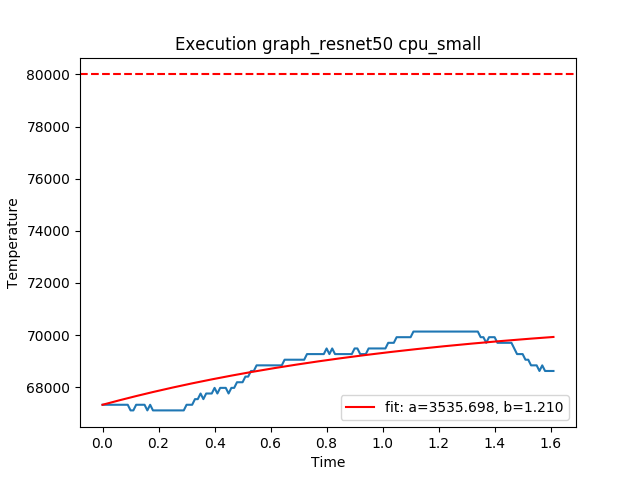 Execution graph_resnet50 cpu_small
80000
78000
76000
74000
72000
70000
68000
Temperature
fit: a=3535.698, b=1.210
0.0 0.2 0.4 0.6 0.8 1.0 1.2 1.4 1.6
Time